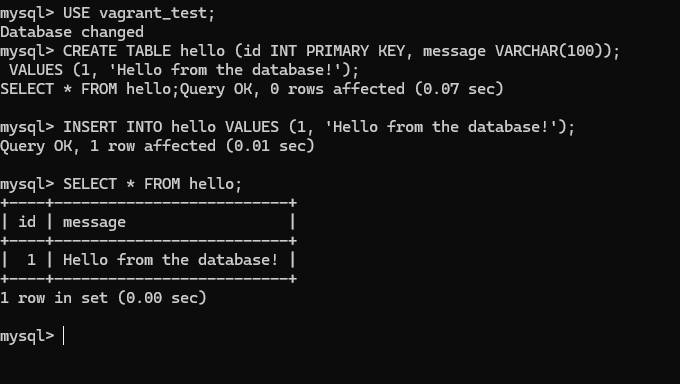 mysql> USE vagrant_test;
Database changed
mysql> CREATE TABLE hello (id INT PRIMARY KEY, message VARCHAR(100));
 VALUES (1, 'Hello from the database!');
SELECT * FROM hello;Query OK, 0 rows affected (0.07 sec)

mysql> INSERT INTO hello VALUES (1, 'Hello from the database!');
Query OK, 1 row affected (0.01 sec)

mysql> SELECT * FROM hello;
+----+--------------------------+
| id | message                  |
+----+--------------------------+
|  1 | Hello from the database! |
+----+--------------------------+
1 row in set (0.00 sec)

mysql>